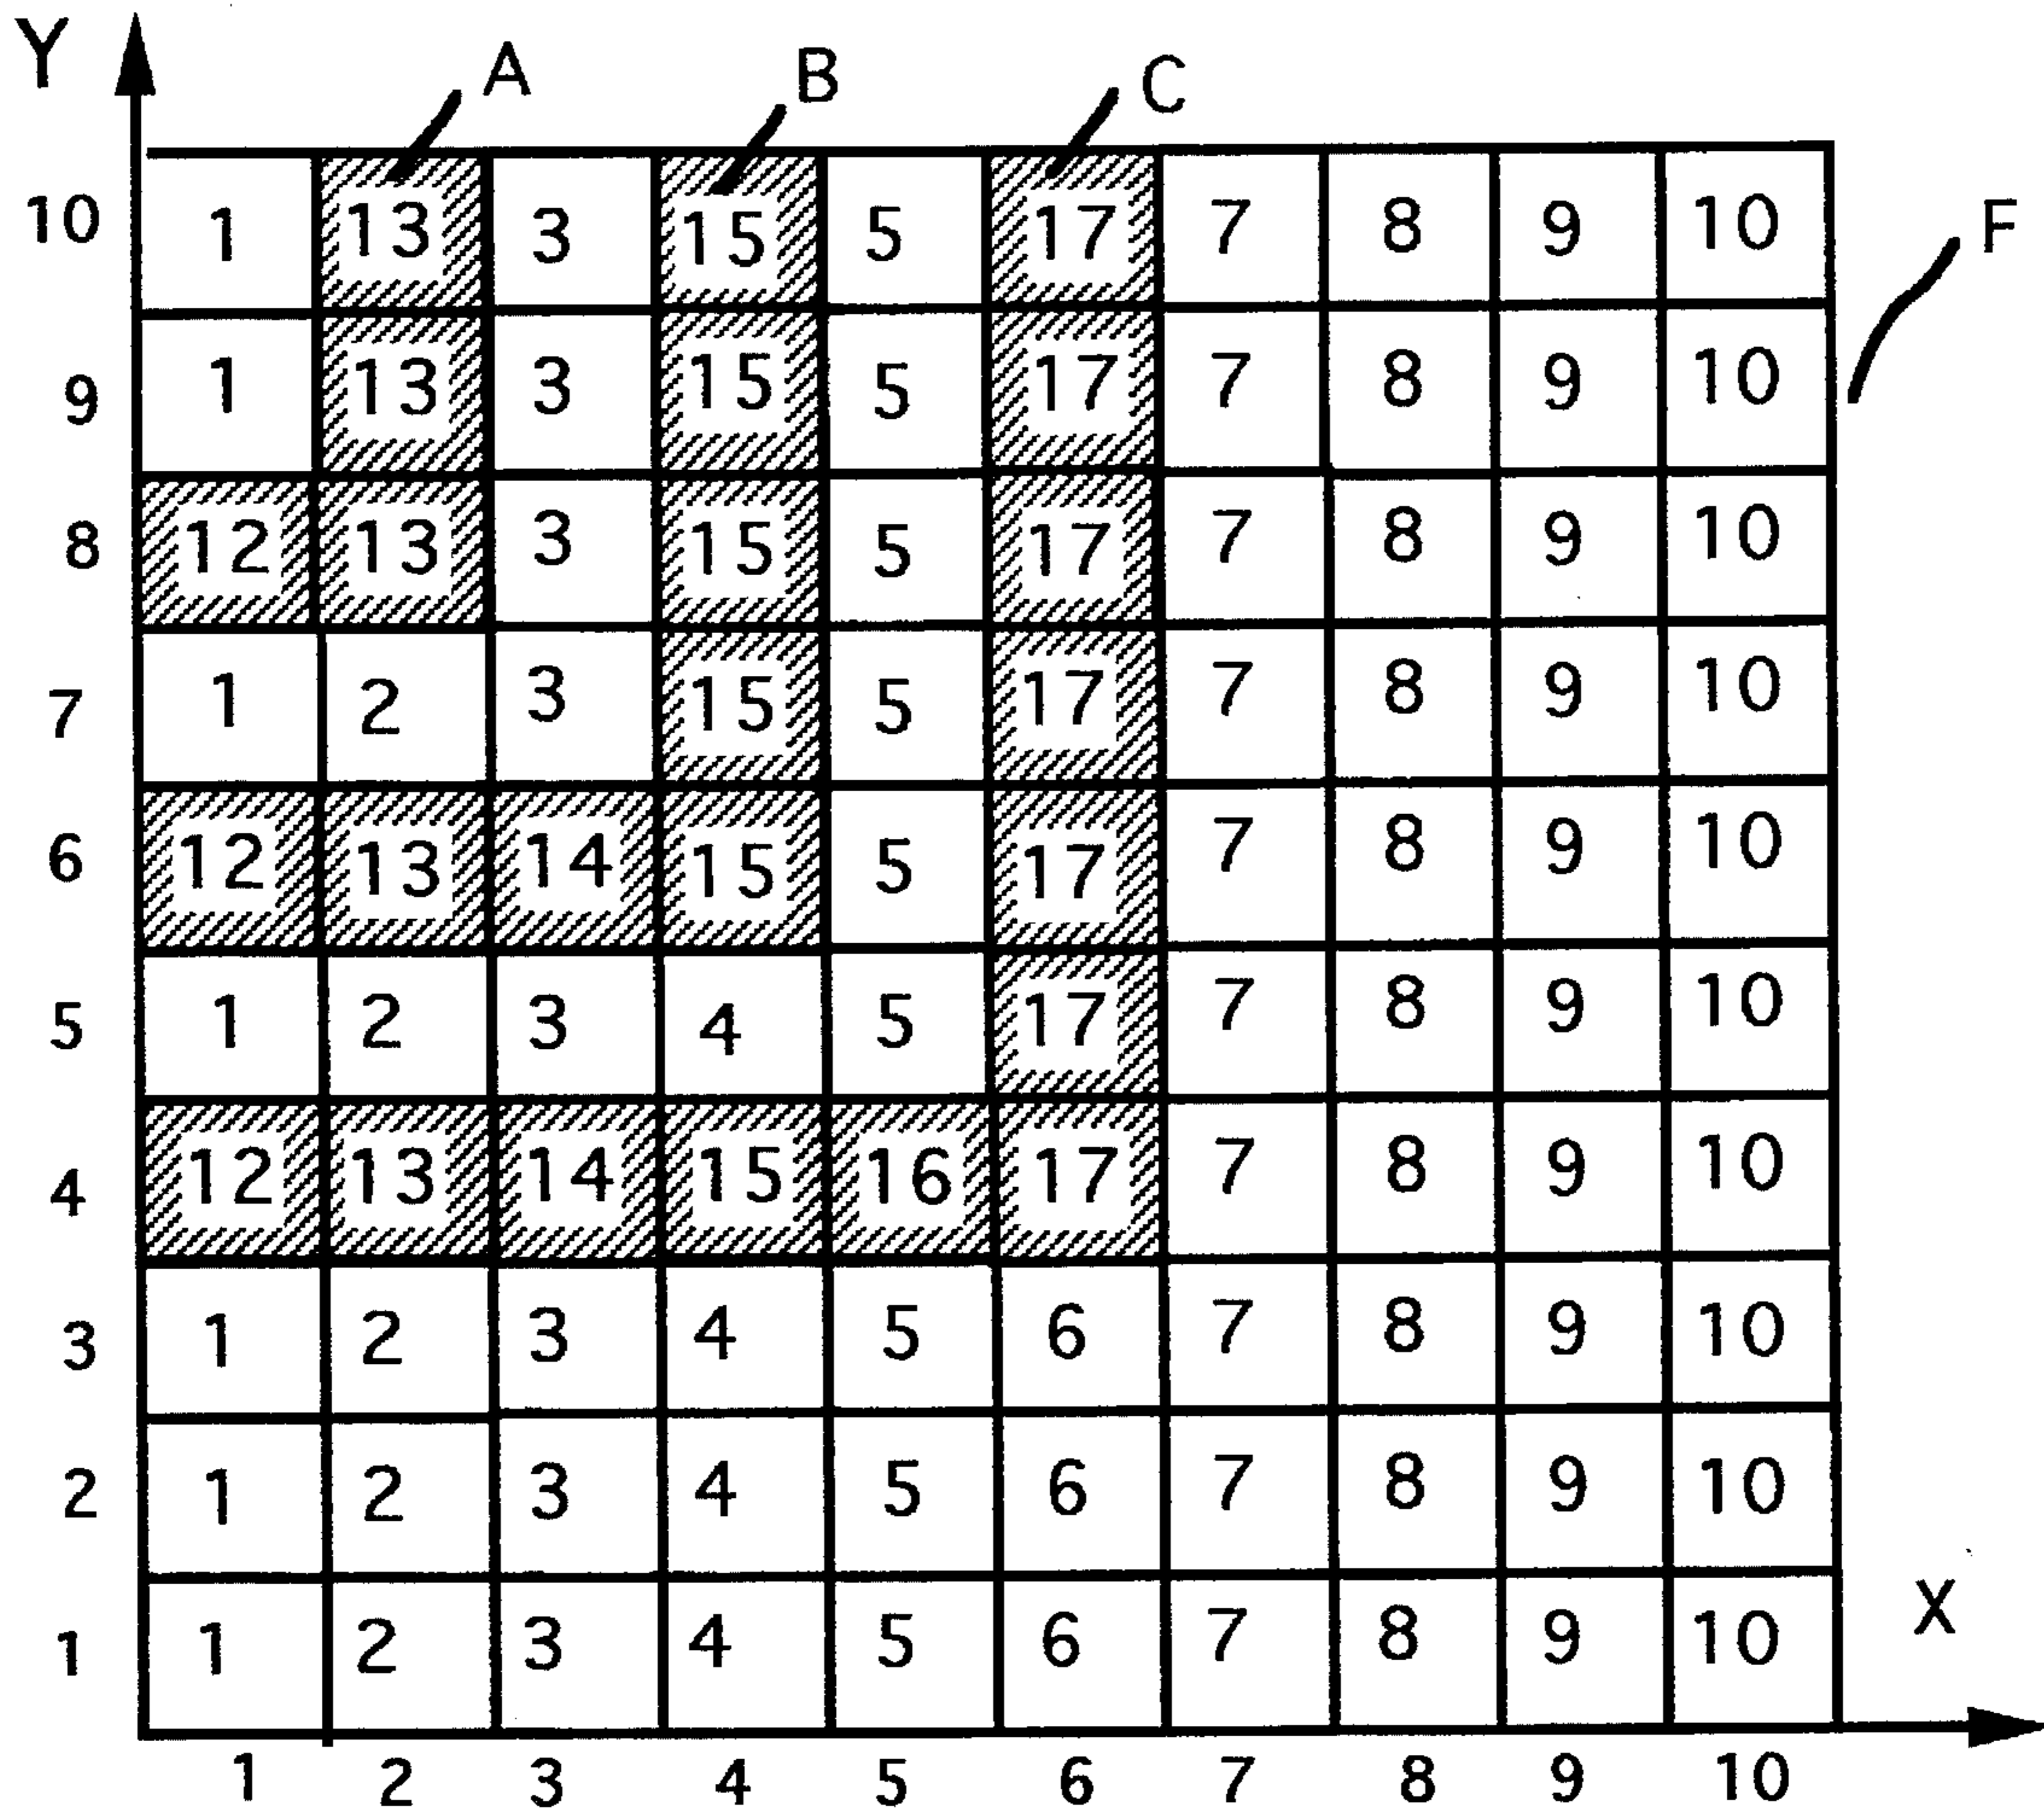 Y A B C
10 1 13 3 15 5 17 7 8 9 10 F
9 1 13 3 15 5 17 7 8 9 10
8 12 13 3 15 5 17 7 8 9 10
7 1 2 3 15 5 17 7 8 9 10
6 12 13 14 15 5 17 7 8 9 10
5 1 2 3 4 5 17 7 8 9 10
4 12 13 14 15 16 17 7 8 9 10
3 1 2 3 4 5 6 7 8 9 10
2 1 2 3 4 5 6 7 8 9 10
1 1 2 3 4 5 6 7 8 9 10 X
1 2 3 4 5 6 7 8 9 10